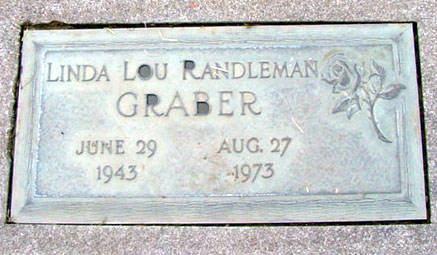 LINDA LOU RANDLEMAN
GRABER
JUNE 29 AUG. 27
1943 1973